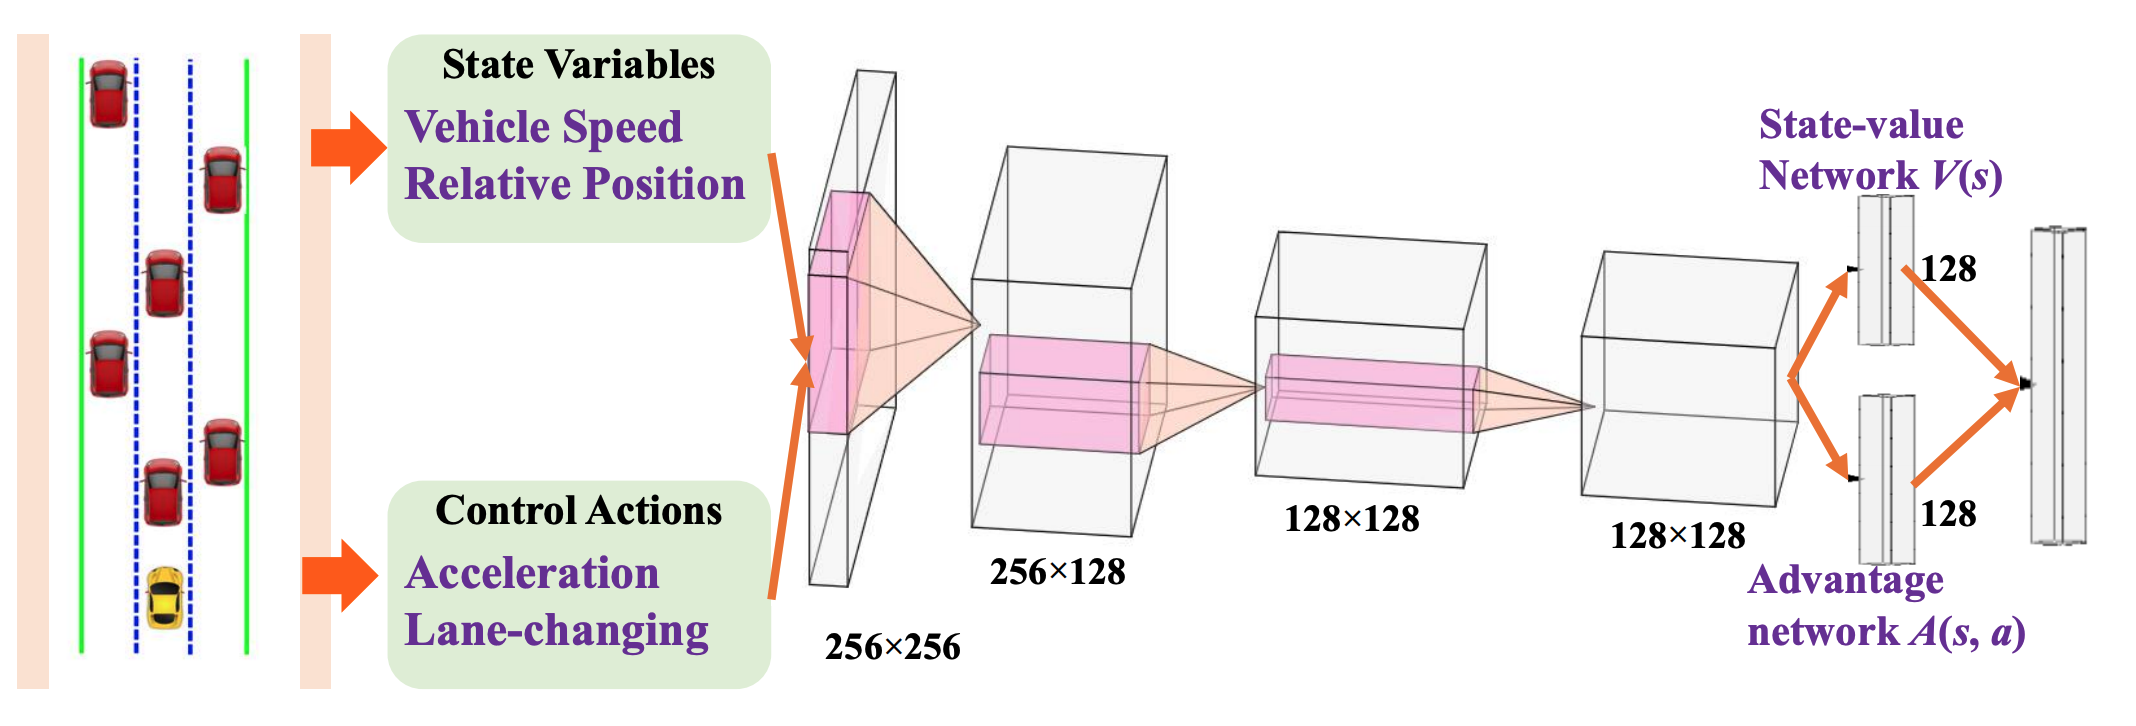 State Variables
Vehicle Speed
Relative Position
Control Actions
Acceleration
Lane-changing
256×256
256×128
128×128
128×128
State-value
Network V(s)
128
128
Advantage
network A(s, a)